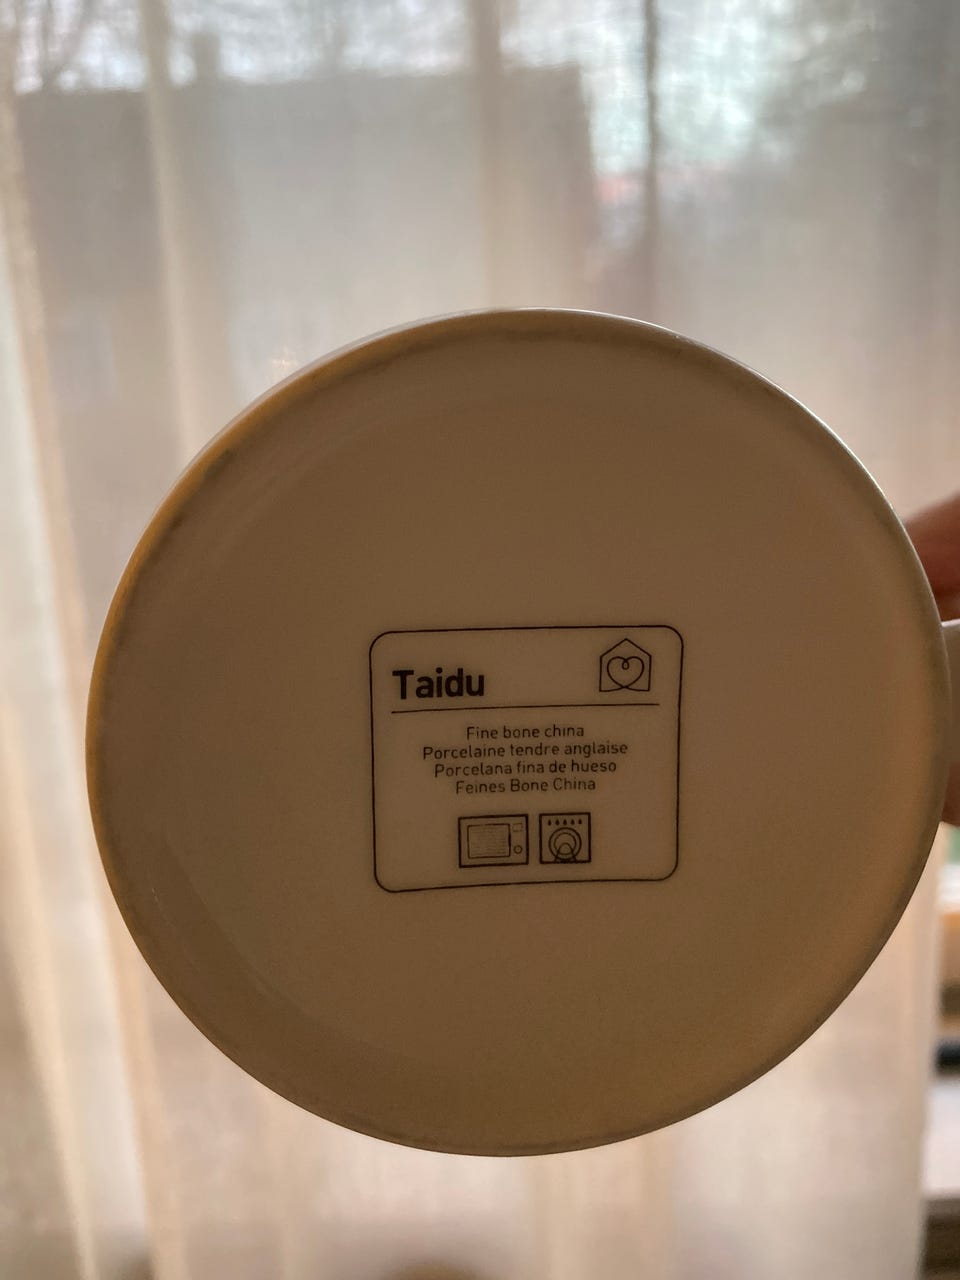 Taidu
Fine bone china
Porcelaine tendre anglaise
Porcelana fina de hueso
Feines Bone China